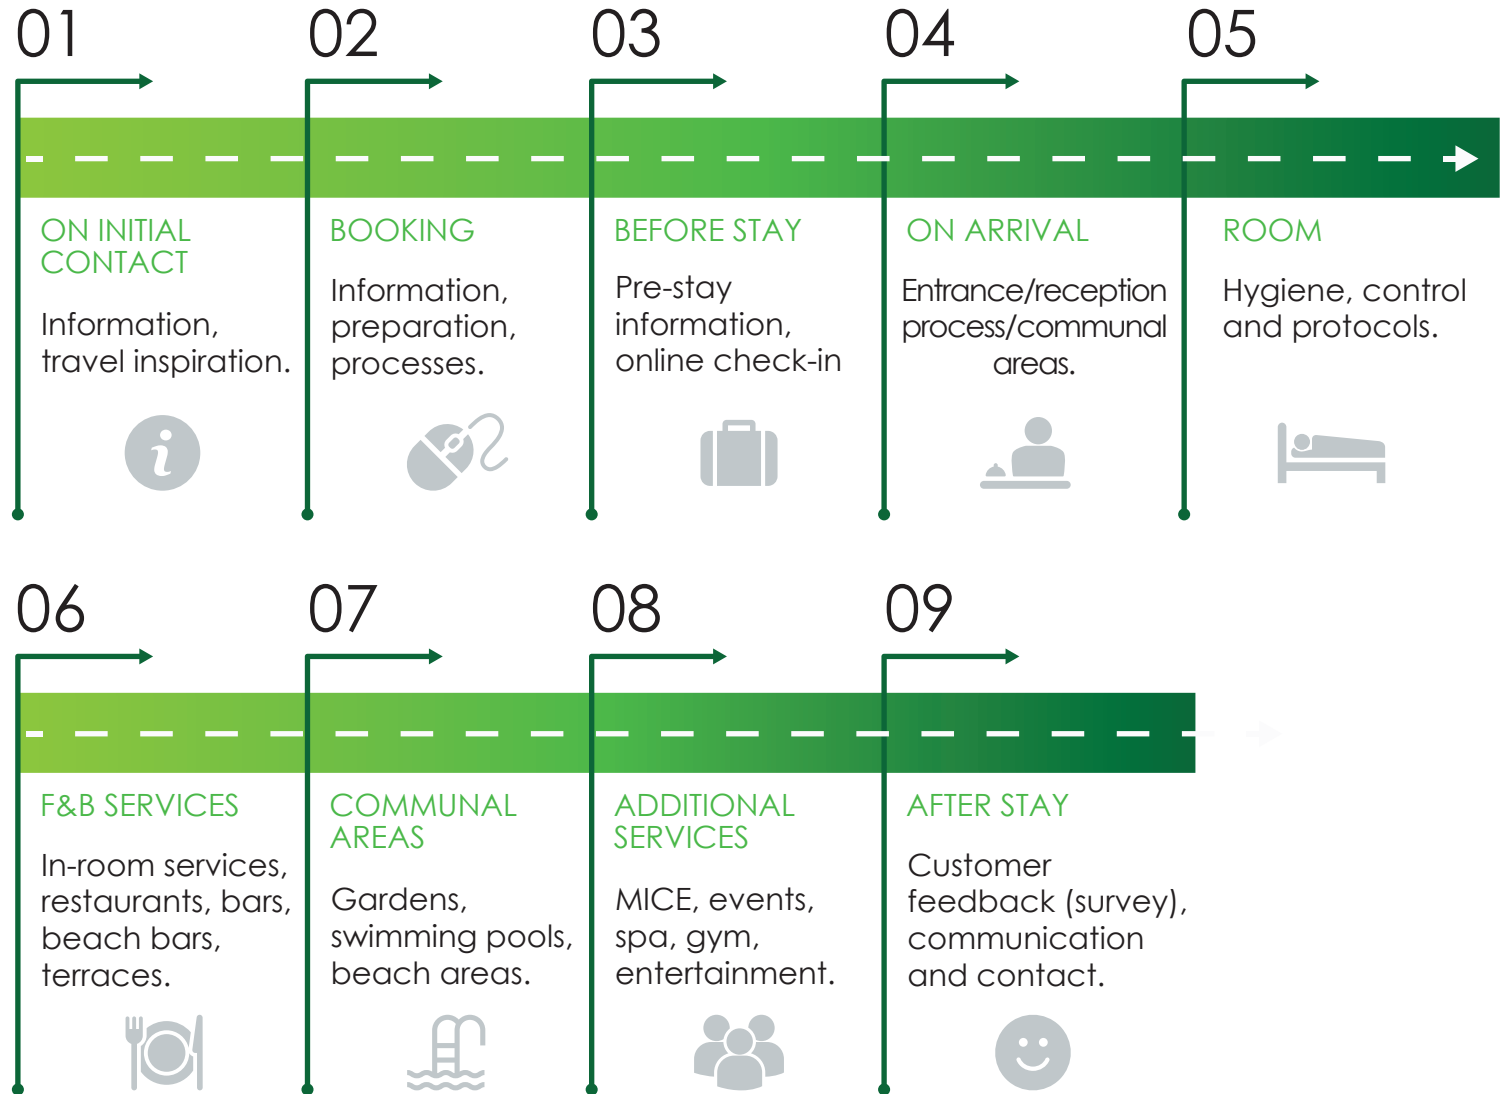 01
ON INITIAL
CONTACT
Information,
travel inspiration.
i
02
BOOKING
Information,
preparation,
processes.
03
BEFORE STAY
Pre-stay
information,
online check-in
04
ON ARRIVAL
Entrance/reception
process/communal
areas.
05
ROOM
Hygiene, control
and protocols.
06
F&B SERVICES
In-room services,
restaurants, bars,
beach bars,
terraces.
07
COMMUNAL
AREAS
Gardens,
swimming pools,
beach areas.
08
ADDITIONAL
SERVICES
MICE, events,
spa, gym,
entertainment.
09
AFTER STAY
Customer
feedback (survey),
communication
and contact.